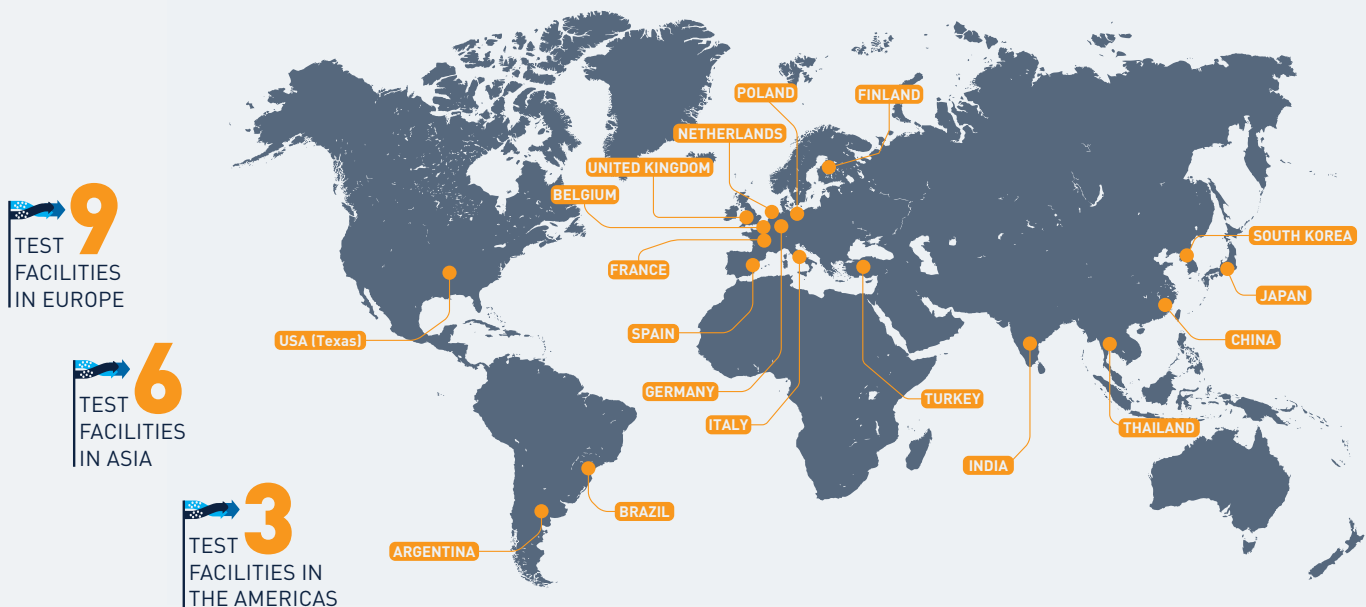 POLAND
FINLAND
NETHERLANDS
UNITED KINGDOM
BELGIUM
9
TEST
FACILITIES
IN EUROPE
SOUTH KOREA
FRANCE
JAPAN
SPAIN
USA (Texas)
CHINA
6
TEST
FACILITIES
IN ASIA
GERMANY
TURKEY
ITALY
THAILAND
INDIA
3
TEST
FACILITIES IN
THE AMERICAS
BRAZIL
ARGENTINA